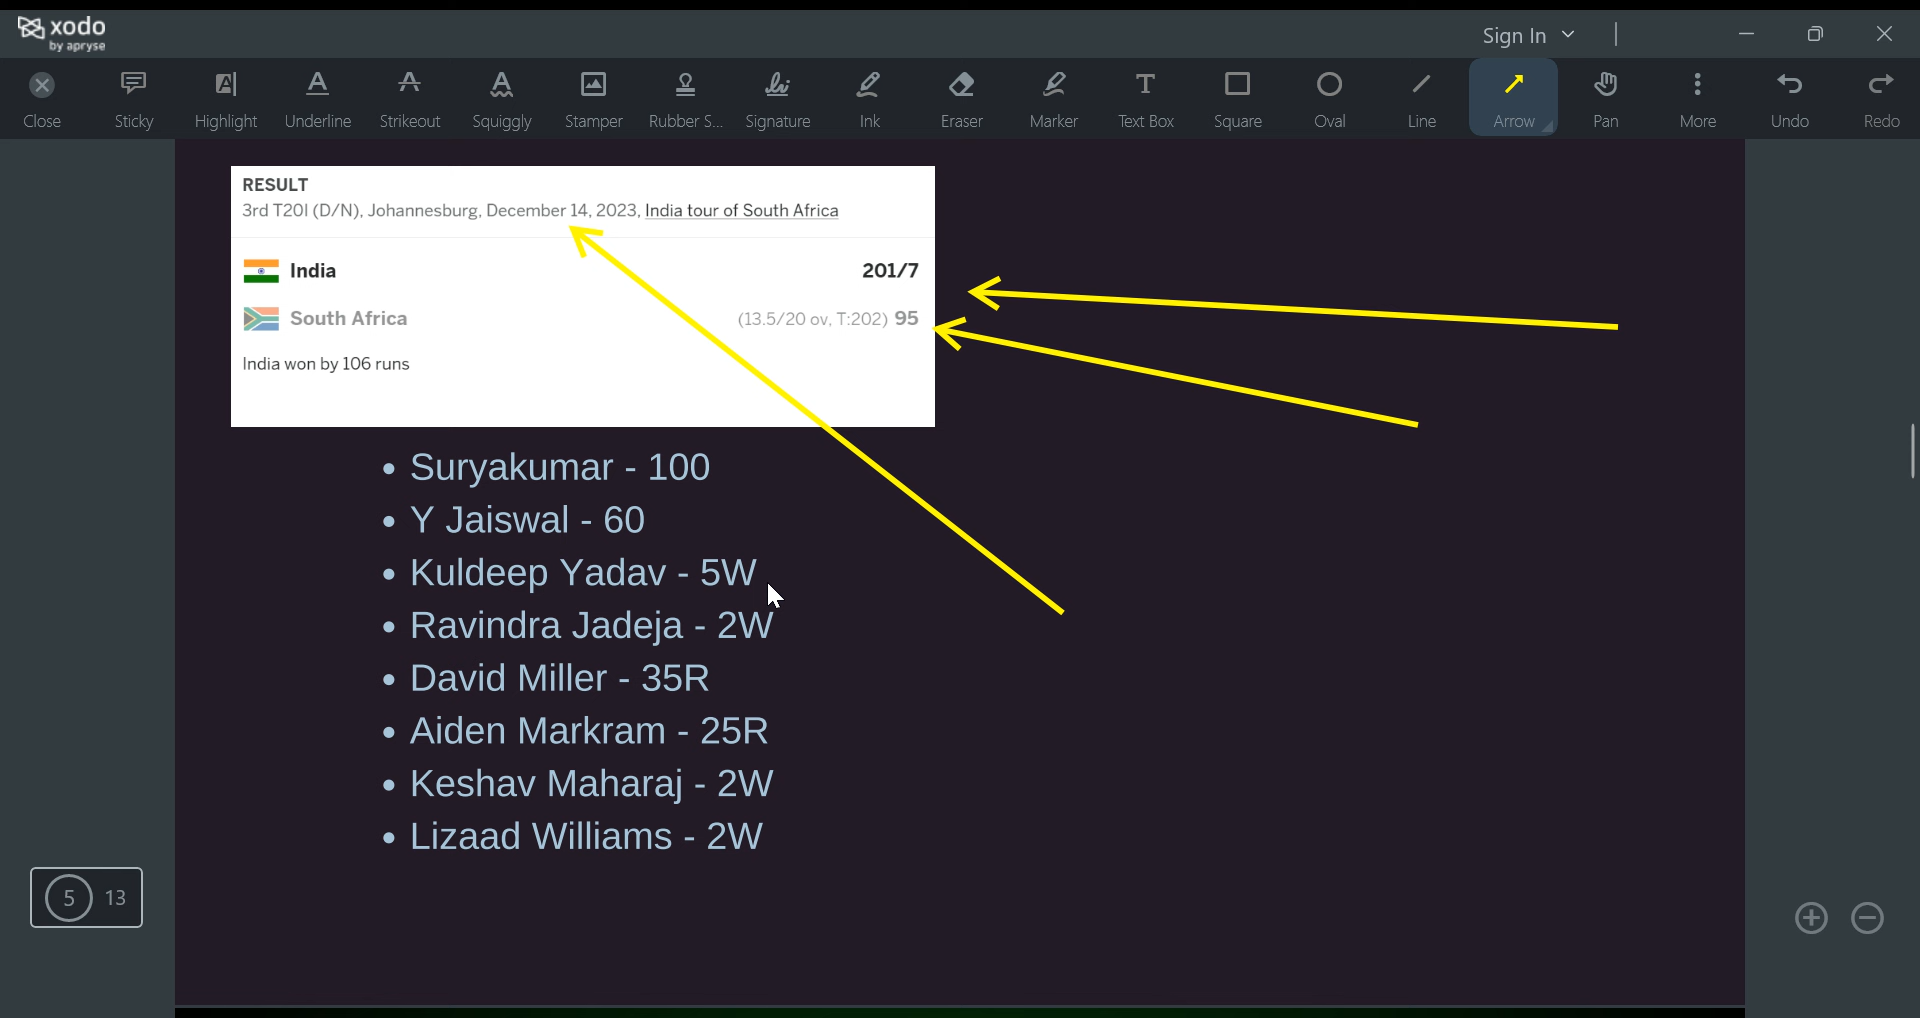 xodo
by apryse
Sign In
Close
Sticky
Highlight
Underline
Strikeout
Squiggly
Stamper
Rubber S...
Signature
Ink
Eraser
Marker
Text Box
Square
Oval
Line
Arrow
Pan
More
Undo
Redo
RESULT
3rd T20I (D/N), Johannesburg, December 14, 2023, India tour of South Africa
India 201/7
South Africa (13.5/20 ov, T:202) 95
India won by 106 runs
• Suryakumar - 100
• Y Jaiswal - 60
• Kuldeep Yadav - 5W
• Ravindra Jadeja - 2W
• David Miller - 35R
• Aiden Markram - 25R
• Keshav Maharaj - 2W
• Lizaad Williams - 2W
5 13